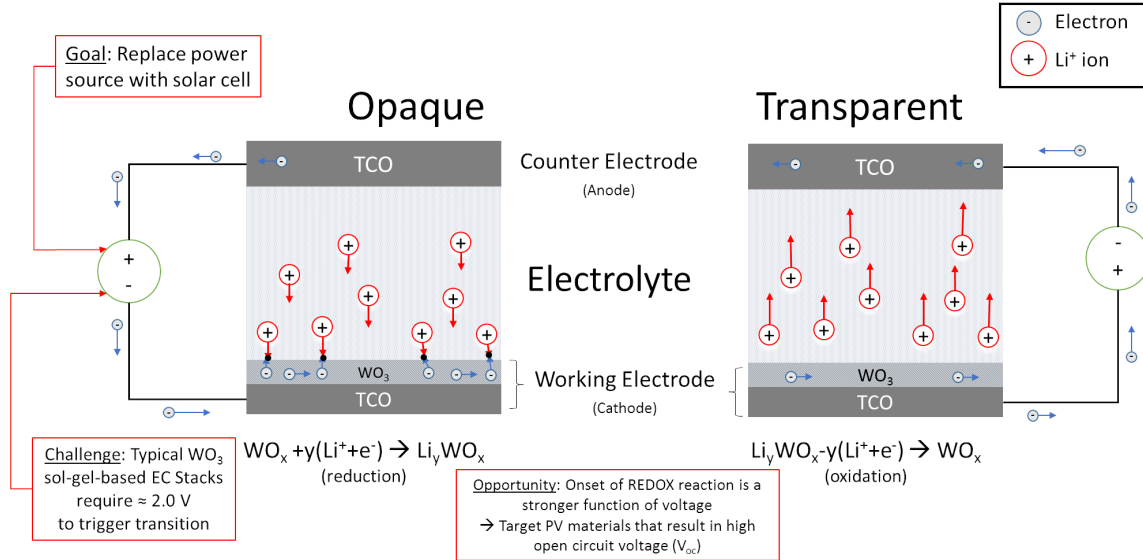 Goal: Replace power
source with solar cell
Opaque
Transparent
- Electron
+ Li⁺ ion
- TCO
Counter Electrode
(Anode)
- TCO -
-
-
-
-
+
-
-
+
-
-
+ + + + + + + + +
Electrolyte
+ + + + + + + + +
- - - WO₃ - - -
TCO
Working Electrode
(Cathode)
- WO₃ -
TCO
-
-
WOₓ +y(Li⁺+e⁻) → LiᵧWOₓ
(reduction)
LiᵧWOₓ-y(Li⁺+e⁻) → WOₓ
(oxidation)
Challenge: Typical WO₃
sol-gel-based EC Stacks
require ≈ 2.0 V
to trigger transition
Opportunity: Onset of REDOX reaction is a
stronger function of voltage
→ Target PV materials that result in high
open circuit voltage (Vₒ꜀)